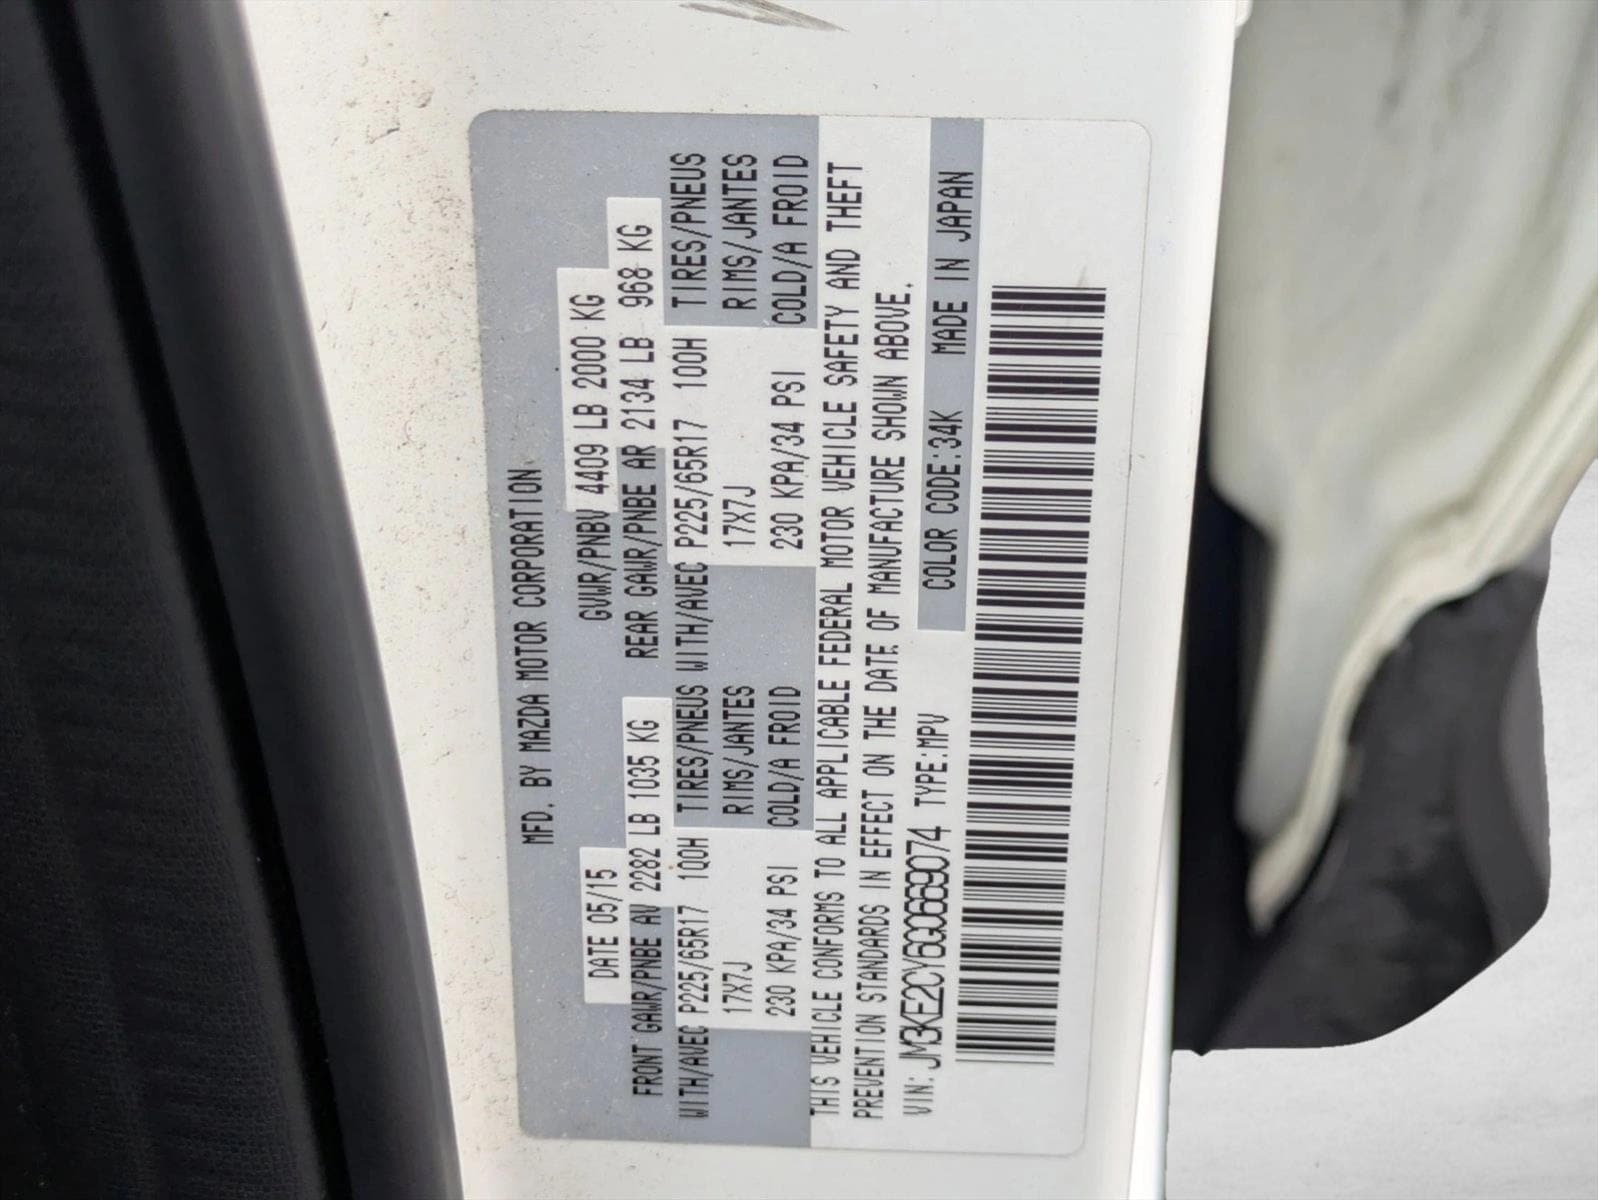 MFD. BY MAZDA MOTOR CORPORATION
DATE 05/15 GVWR/PNBV 4409 LB 2000 KG
FRONT GAWR/PNBE AV 2282 LB 1035 KG REAR GAWR/PNBE AR 2134 LB 968 KG
WITH/AVEC P225/65R17 100H TIRES/PNEUS WITH/AVEC P225/65R17 100H TIRES/PNEUS
17X7J RIMS/JANTES 17X7J RIMS/JANTES
230 KPA/34 PSI COLD/A FROID 230 KPA/34 PSI COLD/A FROID
THIS VEHICLE CONFORMS TO ALL APPLICABLE FEDERAL MOTOR VEHICLE SAFETY AND THEFT
PREVENTION STANDARDS IN EFFECT ON THE DATE OF MANUFACTURE SHOWN ABOVE.
VIN: JM3KE2CY6G0669074 TYPE:MPV COLOR CODE:34K MADE IN JAPAN